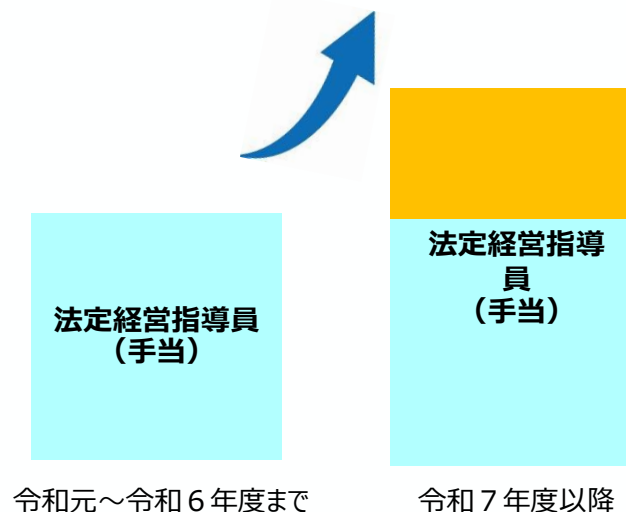 法定経営指導員
（手当）
令和元～令和６年度まで
法定経営指導
員
（手当）
令和７年度以降